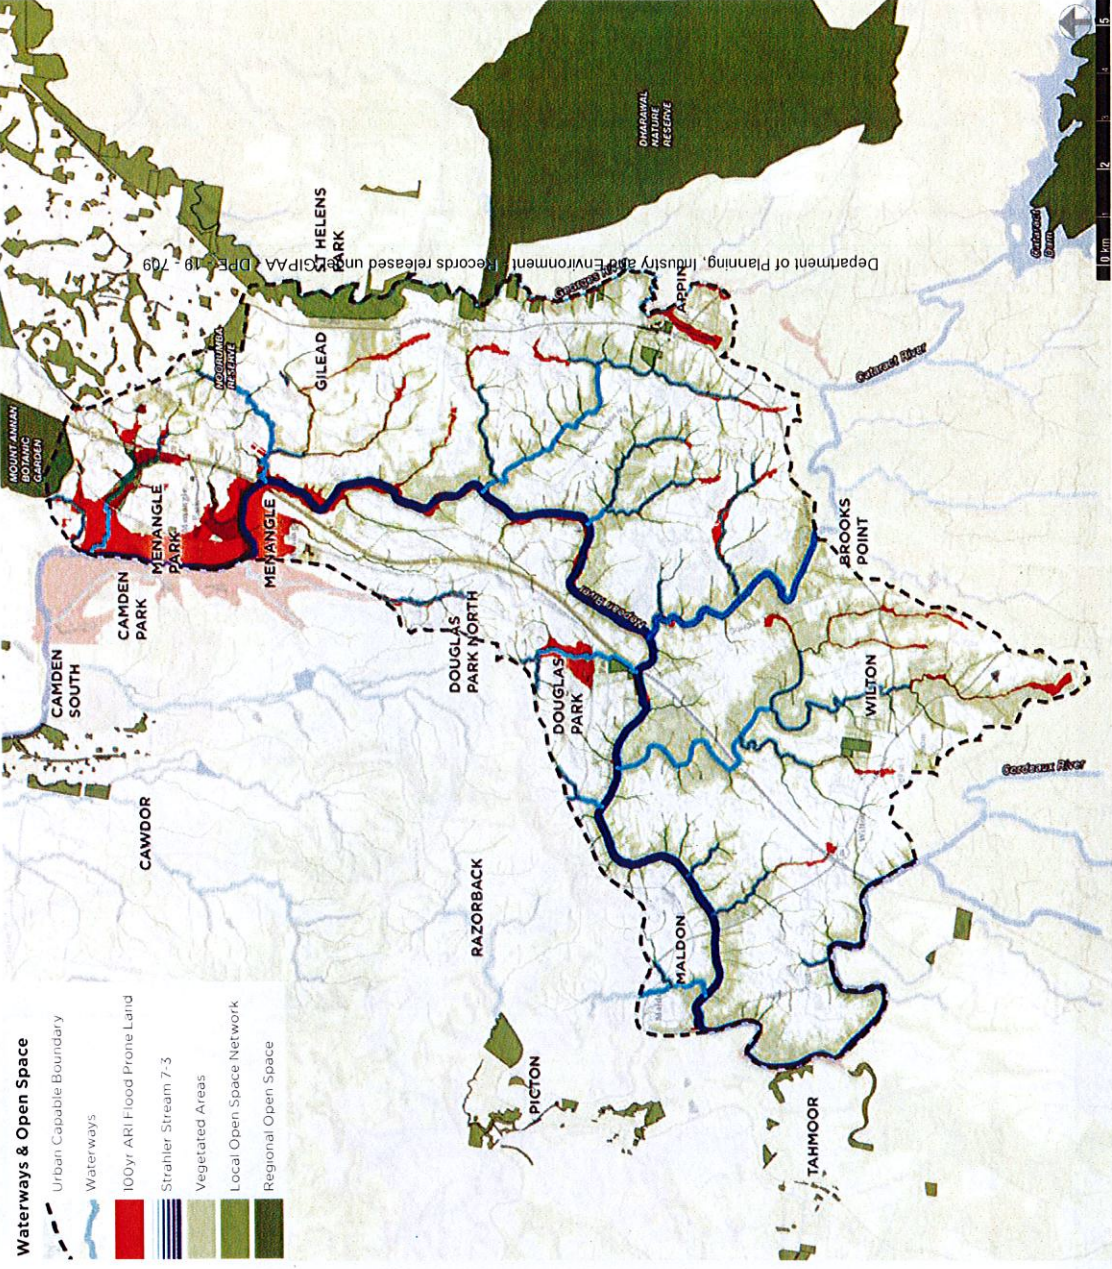 Waterways & Open Space
Urban Capable Boundary
Waterways
100yr ARI Flood Prone Land
Strahler Stream 7-3
Vegetated Areas
Local Open Space Network
Regional Open Space
MOUNT ANNAN
BOTANIC
GARDEN
CAMDEN
SOUTH
CAMDEN
PARK
MENANGLE
PARK
CAWDOR
NOORUMBA
RESERVE
MENANGLE
GILEAD
ST HELENS
PARK
DOUGLAS
PARK NORTH
RAZORBACK
PICTON
DOUGLAS
PARK
Nepean River
Georges River
DHARAWAL
NATURE
RESERVE
APPIN
MALDON
TAHMOOR
BROOKS
POINT
WILTON
Cataract River
Cordeaux River
Cataract
Dam
0 km
1
2
3
4
5
Department of Planning, Industry and Environment - Records released under GIPAA - DPE 19 - 709